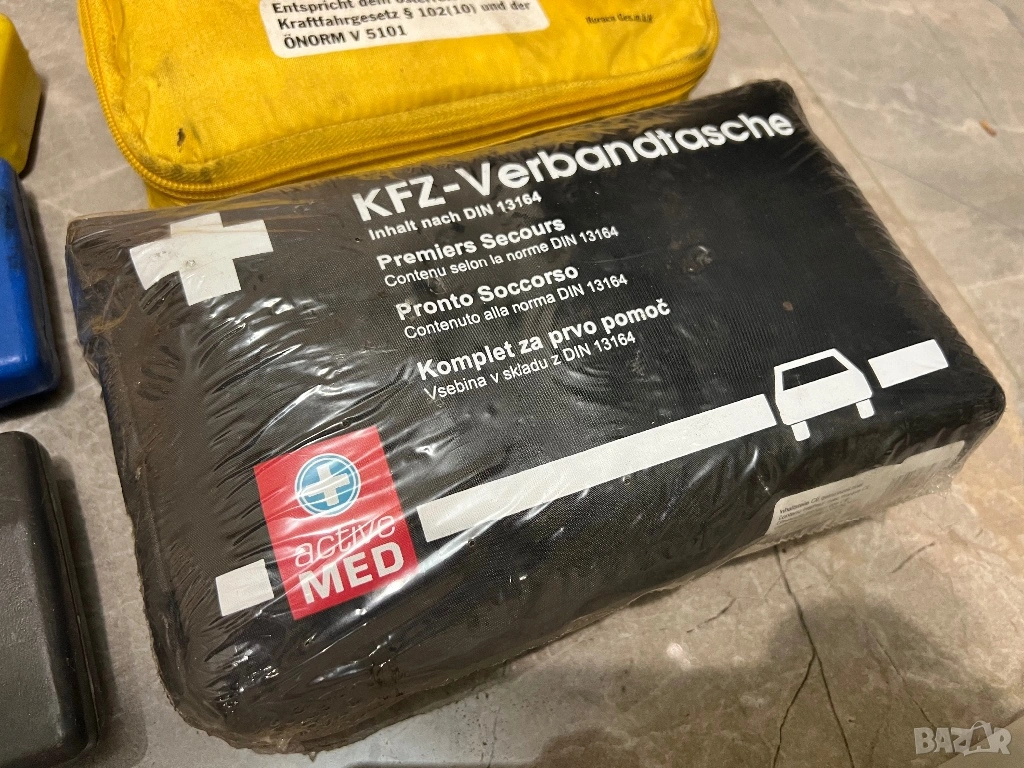 Kraftfahrgesetz § 102(10) und der
ÖNORM V 5101
KFZ-Verbandtasche
Inhalt nach DIN 13164
Premiers Secours
Contenu selon la norme DIN 13164
Pronto Soccorso
Contenuto alla norma DIN 13164
Komplet za prvo pomoč
Vsebina v skladu z DIN 13164
active
MED
BAZAR